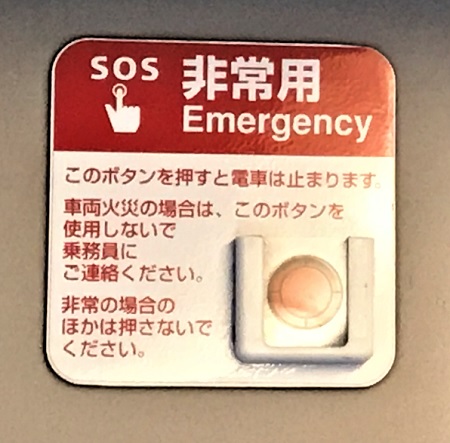 SOS
非常用
Emergency
このボタンを押すと電車は止まります。
車両火災の場合は、このボタンを
使用しないで
乗務員に
ご連絡ください。
非常の場合の
ほかは押さないで
ください。